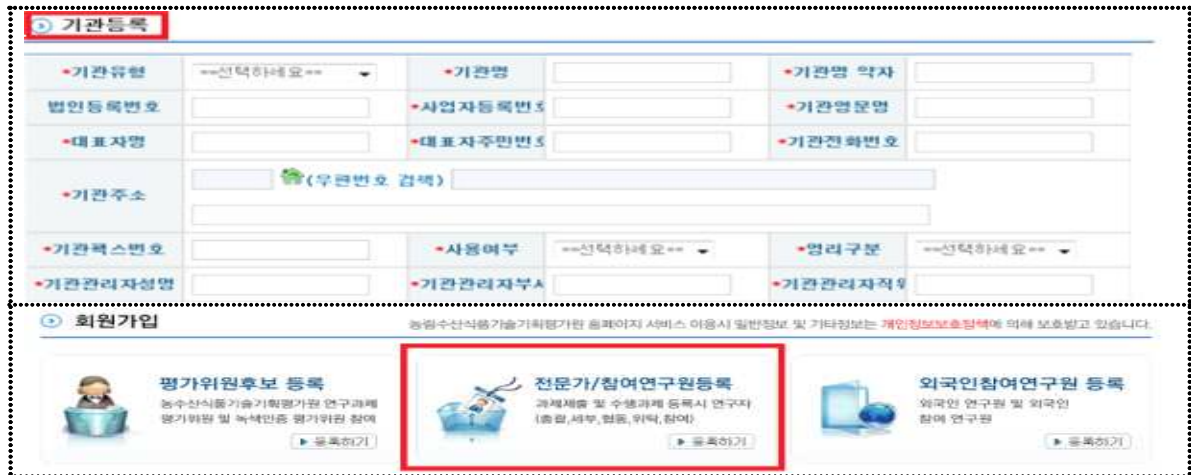 기관등록
*기관유형 ==선택하세요== *기관명 *기관명 약자
법인등록번호 *사업자등록번호 *기관영문명
*대표자명 *대표자주민번호 *기관전화번호
*기관주소 (우편번호 검색)
*기관팩스번호 *사용여부 ==선택하세요== *영리구분 ==선택하세요==
*기관관리자성명 *기관관리자부서 *기관관리자직위
회원가입 농림수산식품기술기획평가원 홈페이지 서비스 이용시 일반정보 및 기타정보는 개인정보보호정책에 의해 보호받고 있습니다.
평가위원후보 등록
농수산식품기술기획평가원 연구과제
평가위원 및 녹색인증 평가위원 참여
등록하기
전문가/참여연구원등록
과제제출 및 수행과제 등록시 연구자
(총괄,세부,협동,위탁,참여)
등록하기
외국인참여연구원 등록
외국인 연구원 및 외국인
참여 연구원
등록하기